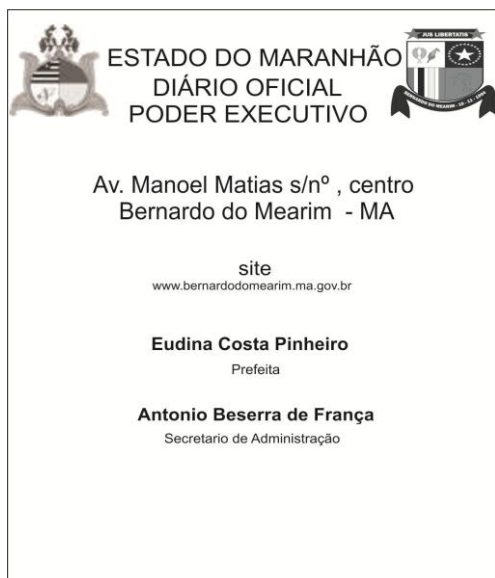 ESTADO DO MARANHÃO
DIÁRIO OFICIAL
PODER EXECUTIVO
JUS LIBERTATIS
Av. Manoel Matias s/nº , centro
Bernardo do Mearim - MA
site
www.bernardodomearim.ma.gov.br
Eudina Costa Pinheiro
Prefeita
Antonio Beserra de França
Secretario de Administração